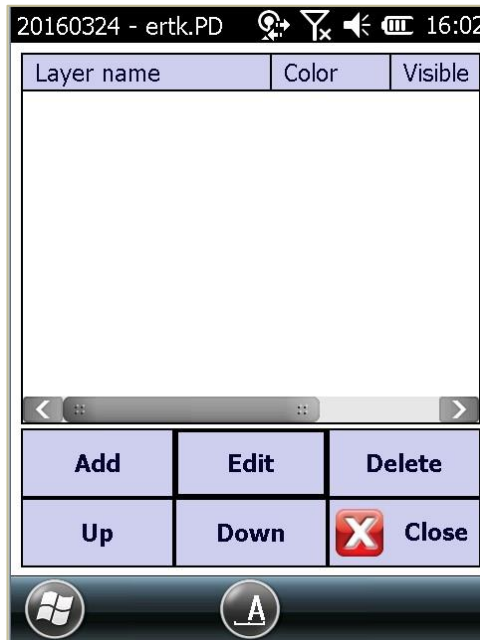 20160324 - ertk.PD 16:02
Layer name Color Visible
Add Edit Delete
Up Down X Close
A